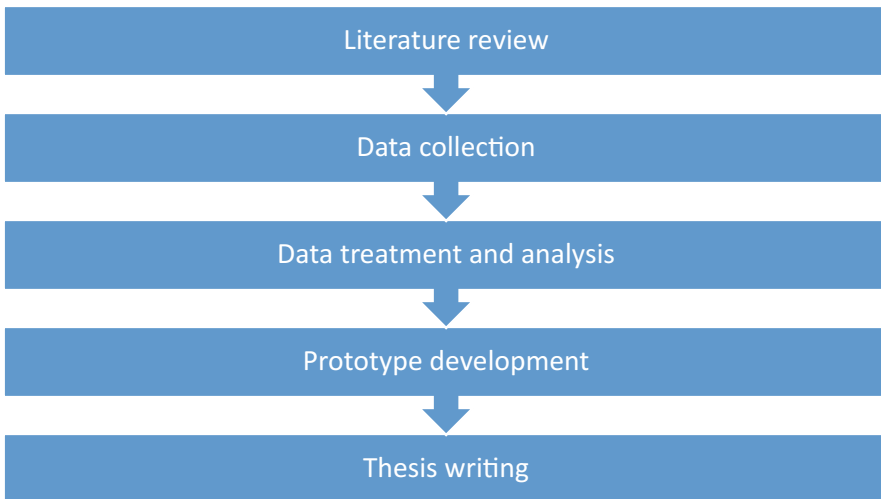 Literature review
Data collection
Data treatment and analysis
Prototype development
Thesis writing